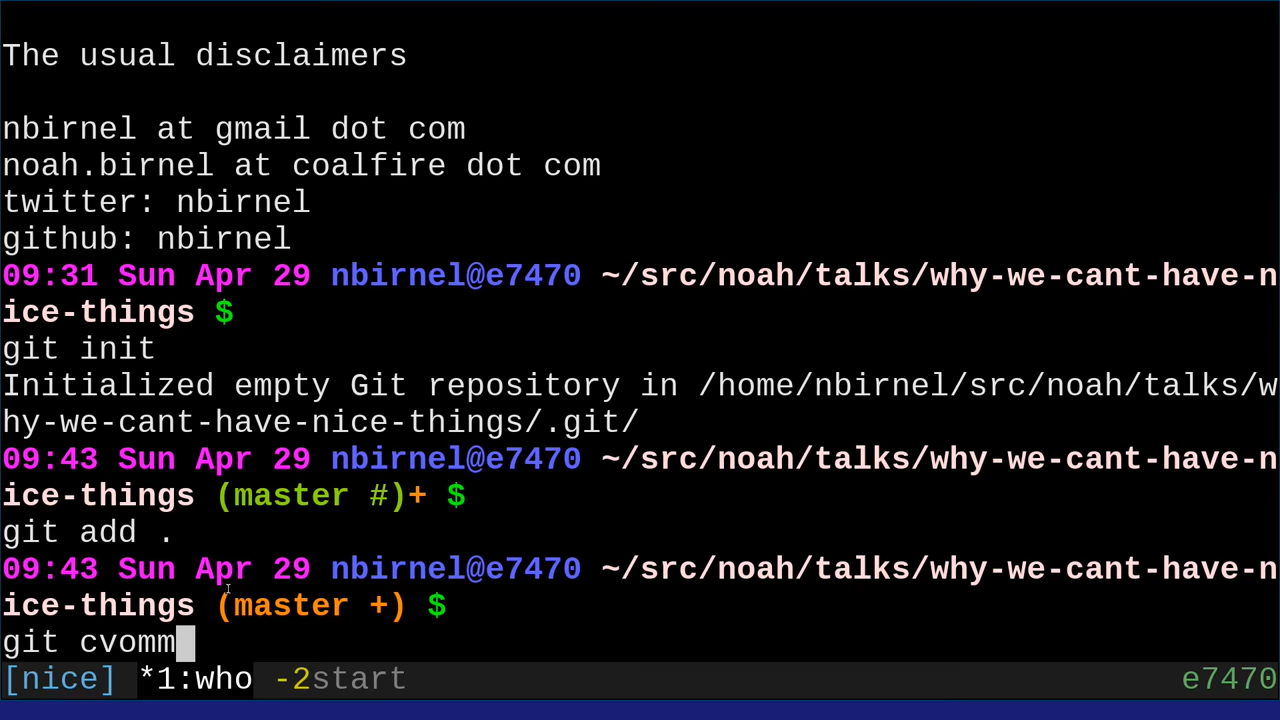 The usual disclaimers
nbirnel at gmail dot com
noah.birnel at coalfire dot com
twitter: nbirnel
github: nbirnel
09:31 Sun Apr 29 nbirnel@e7470 ~/src/noah/talks/why-we-cant-have-n
ice-things $
git init
Initialized empty Git repository in /home/nbirnel/src/noah/talks/w
hy-we-cant-have-nice-things/.git/
09:43 Sun Apr 29 nbirnel@e7470 ~/src/noah/talks/why-we-cant-have-n
ice-things (master #)+ $
git add .
09:43 Sun Apr 29 nbirnel@e7470 ~/src/noah/talks/why-we-cant-have-n
ice-things (master +) $
git cvomm
[nice] *1:who -2start e7470